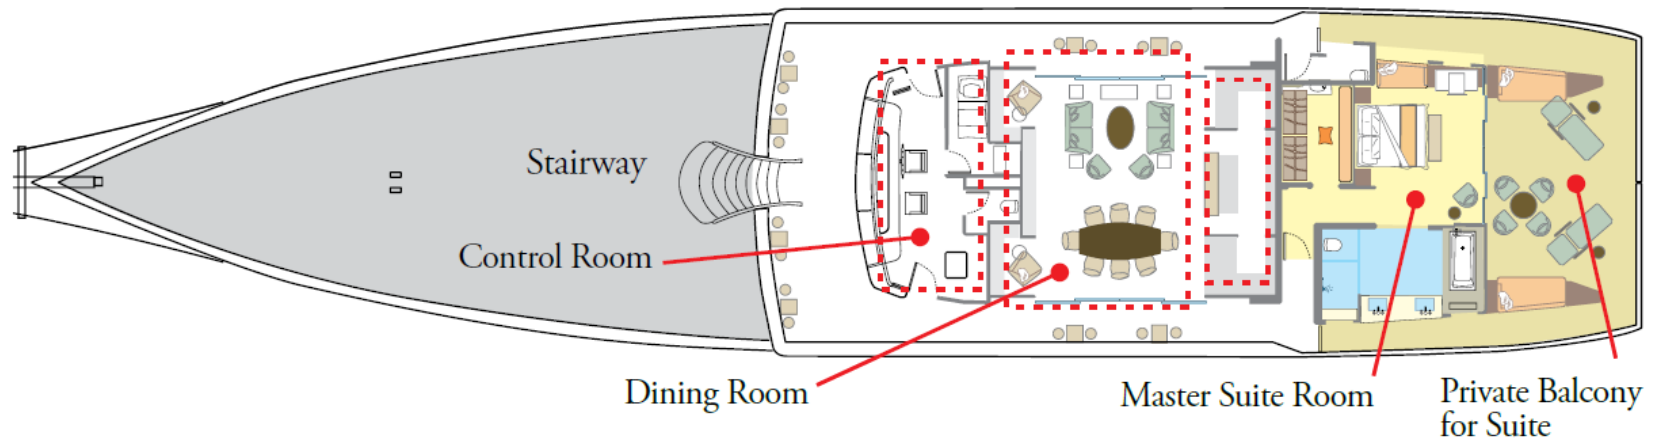 Stairway
Control Room
Dining Room
Master Suite Room
Private Balcony
for Suite